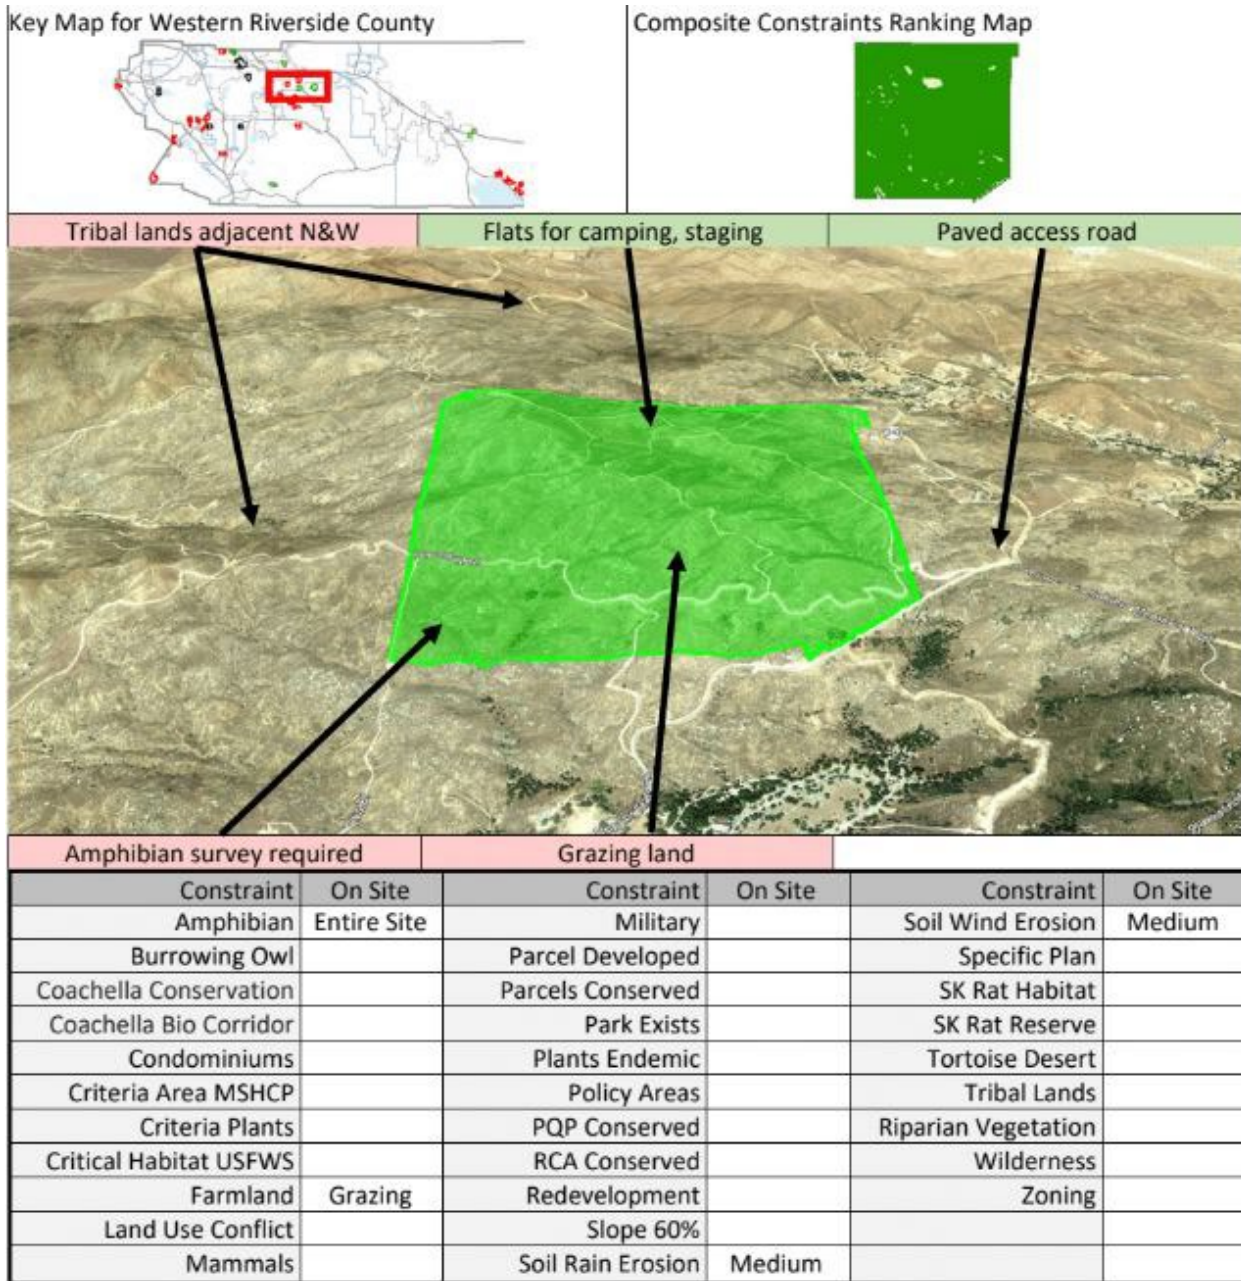 Key Map for Western Riverside County
Composite Constraints Ranking Map
Tribal lands adjacent N&W
Flats for camping, staging
Paved access road
Amphibian survey required
Grazing land
Constraint On Site Constraint On Site Constraint On Site
Amphibian Entire Site Military Soil Wind Erosion Medium
Burrowing Owl Parcel Developed Specific Plan
Coachella Conservation Parcels Conserved SK Rat Habitat
Coachella Bio Corridor Park Exists SK Rat Reserve
Condominiums Plants Endemic Tortoise Desert
Criteria Area MSHCP Policy Areas Tribal Lands
Criteria Plants PQP Conserved Riparian Vegetation
Critical Habitat USFWS RCA Conserved Wilderness
Farmland Grazing Redevelopment Zoning
Land Use Conflict Slope 60%
Mammals Soil Rain Erosion Medium